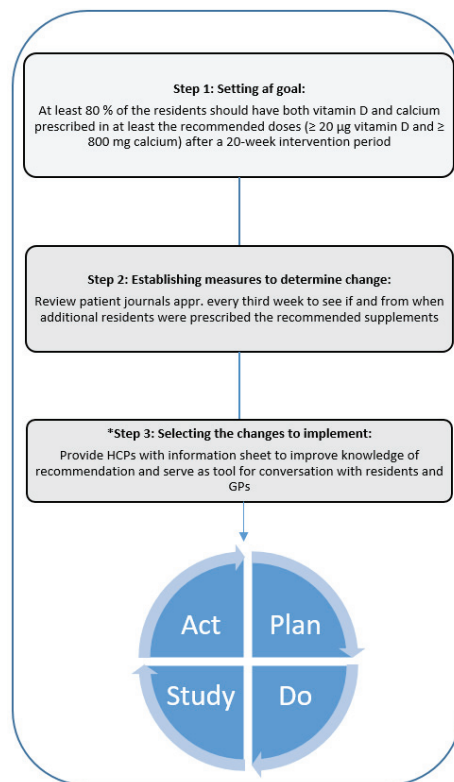 Step 1: Setting af goal:
At least 80 % of the residents should have both vitamin D and calcium
prescribed in at least the recommended doses (≥ 20 µg vitamin D and ≥
800 mg calcium) after a 20-week intervention period
Step 2: Establishing measures to determine change:
Review patient journals appr. every third week to see if and from when
additional residents were prescribed the recommended supplements
*Step 3: Selecting the changes to implement:
Provide HCPs with information sheet to improve knowledge of
recommendation and serve as tool for conversation with residents and
GPs
Act
Plan
Study
Do